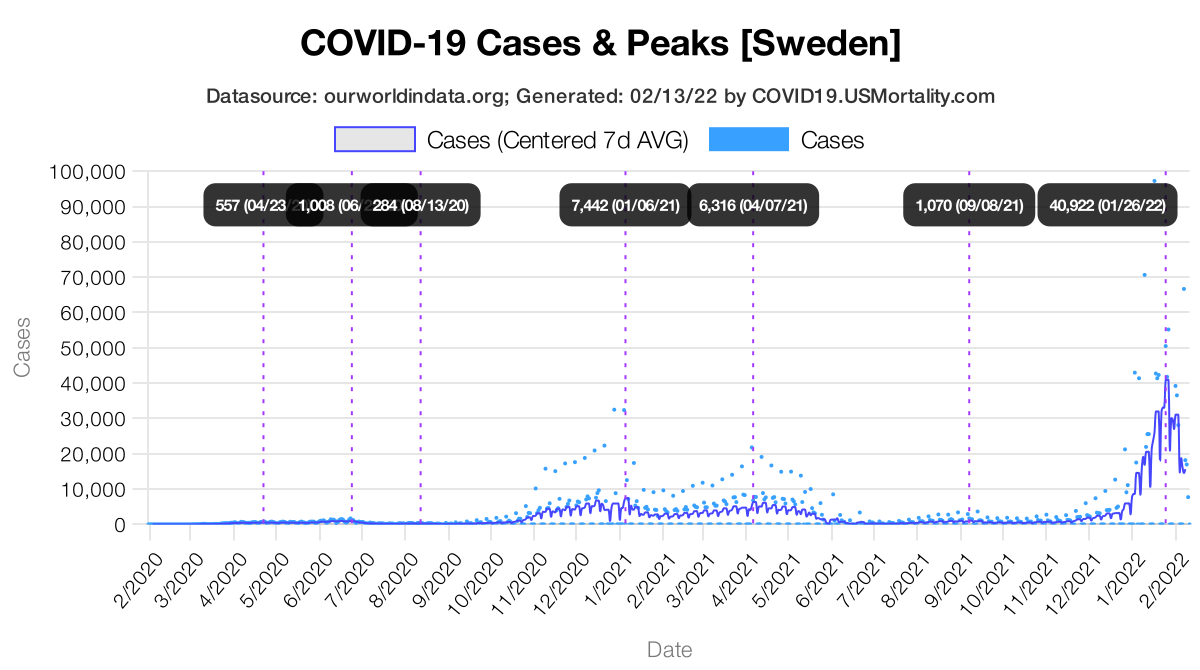 COVID-19 Cases & Peaks [Sweden]
Datasource: ourworldindata.org; Generated: 02/13/22 by COVID19.USMortality.com
Cases (Centered 7d AVG) Cases
100,000
90,000
80,000
70,000
60,000
50,000
40,000
30,000
20,000
10,000
0
Cases
557 (04/23 1,008 (06/ 284 (08/13/20) 7,442 (01/06/21) 6,316 (04/07/21) 1,070 (09/08/21) 40,922 (01/26/22)
2/2020 3/2020 4/2020 5/2020 6/2020 7/2020 8/2020 9/2020 10/2020 11/2020 12/2020 1/2021 2/2021 3/2021 4/2021 5/2021 6/2021 7/2021 8/2021 9/2021 10/2021 11/2021 12/2021 1/2022 2/2022
Date